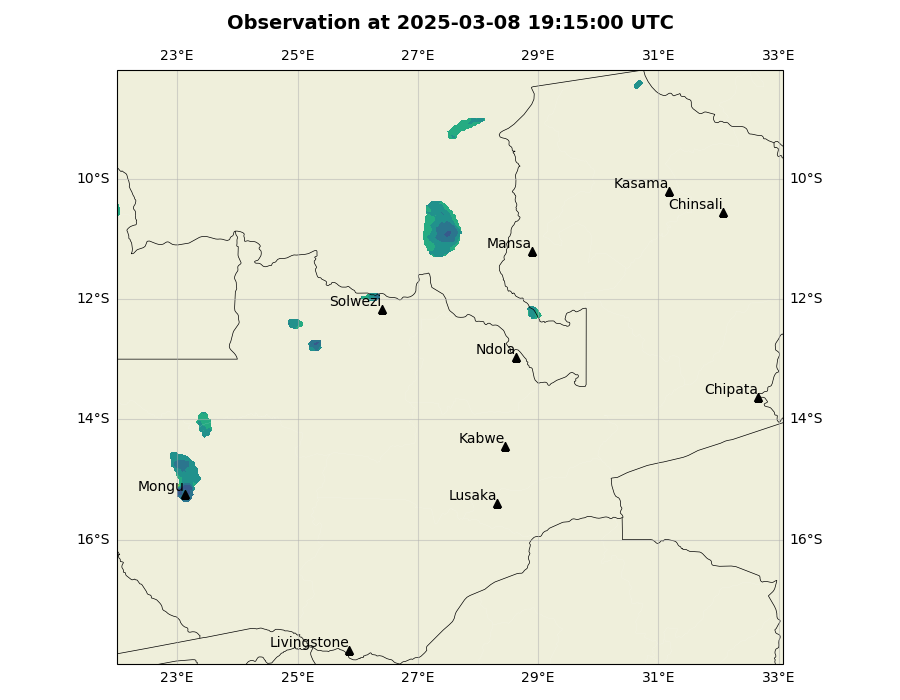 Observation at 2025-03-08 19:15:00 UTC
23°E 25°E 27°E 29°E 31°E 33°E
10°S 10°S
Kasama
Chinsali
Mansa
12°S 12°S
Solwezi
Ndola
Chipata
14°S 14°S
Kabwe
Mongu
Lusaka
16°S 16°S
Livingstone
23°E 25°E 27°E 29°E 31°E 33°E